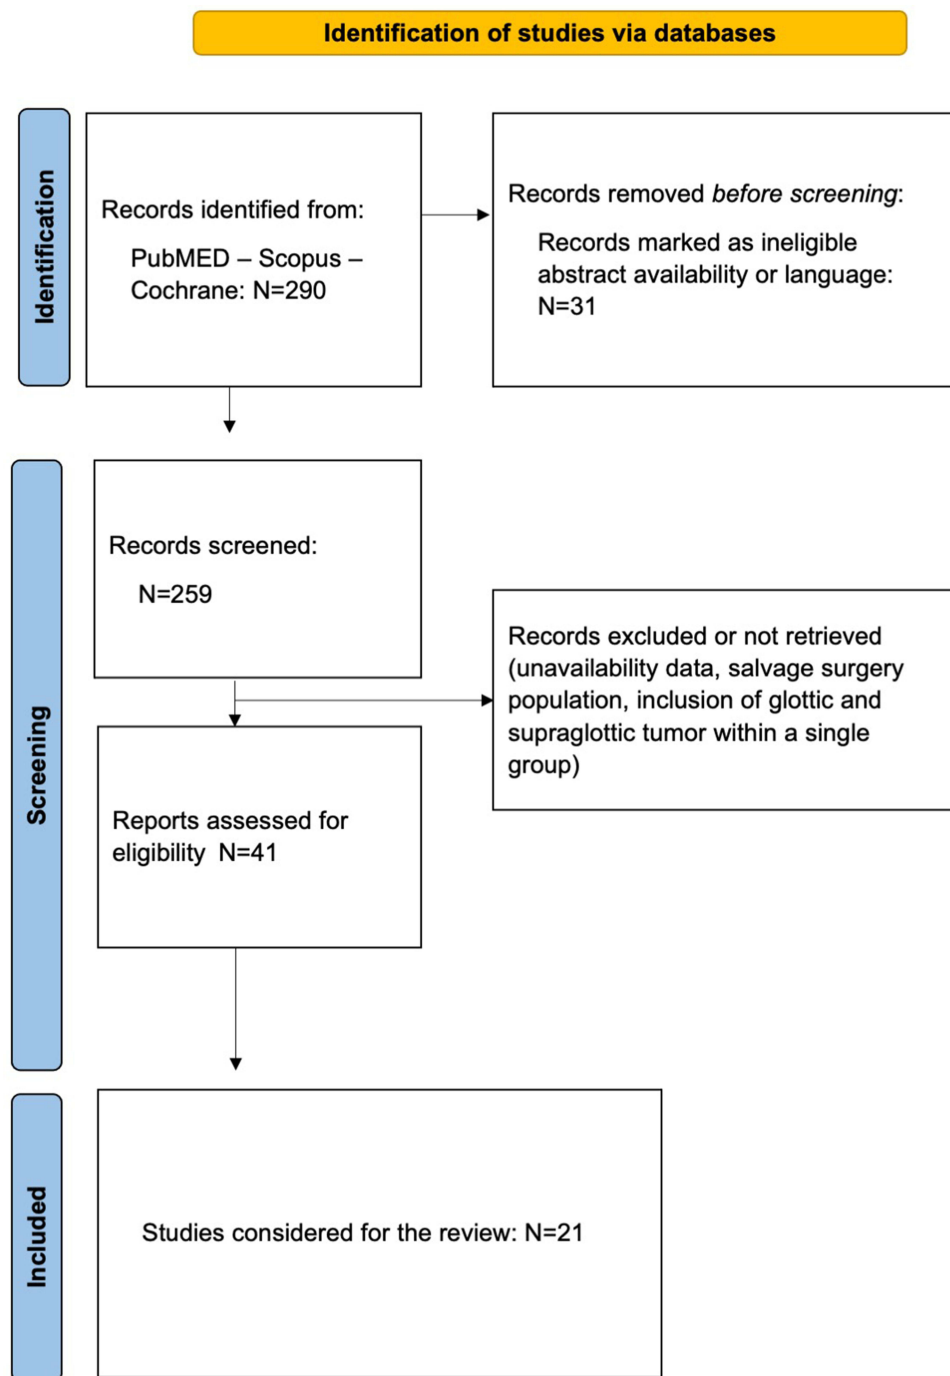 Identification of studies via databases
Identification
Records identified from:
PubMED – Scopus –
Cochrane: N=290
Records removed before screening:
Records marked as ineligible
abstract availability or language:
N=31
Screening
Records screened:
N=259
Records excluded or not retrieved
(unavailability data, salvage surgery
population, inclusion of glottic and
supraglottic tumor within a single
group)
Reports assessed for
eligibility N=41
Included
Studies considered for the review: N=21